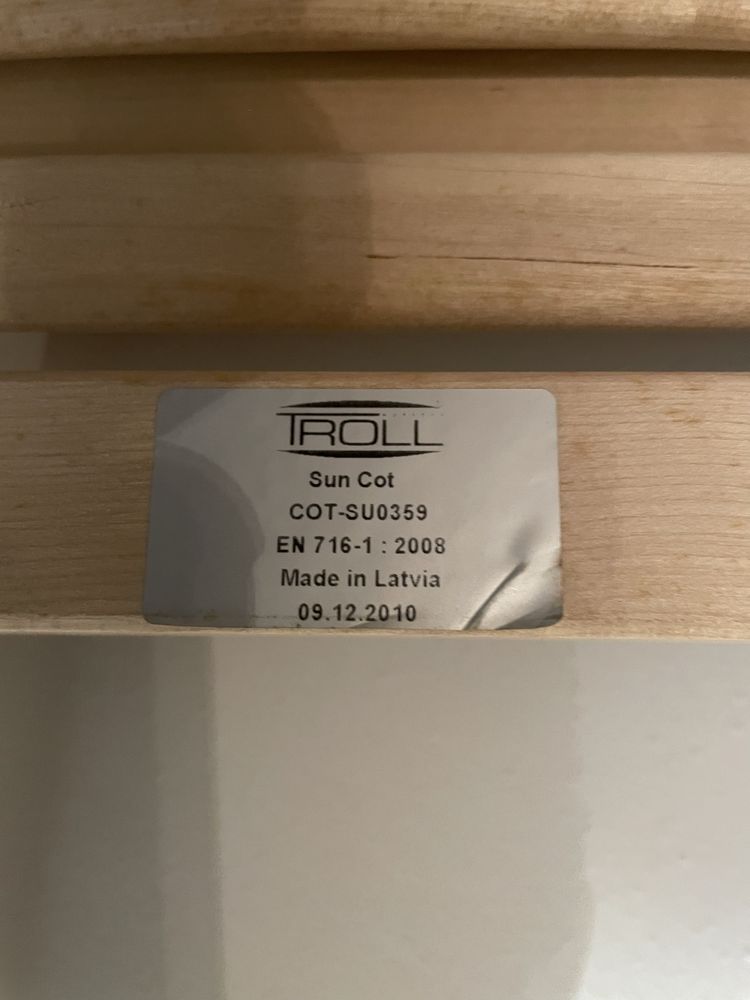 TROLL
Sun Cot
COT-SU0359
EN 716-1 : 2008
Made in Latvia
09.12.2010